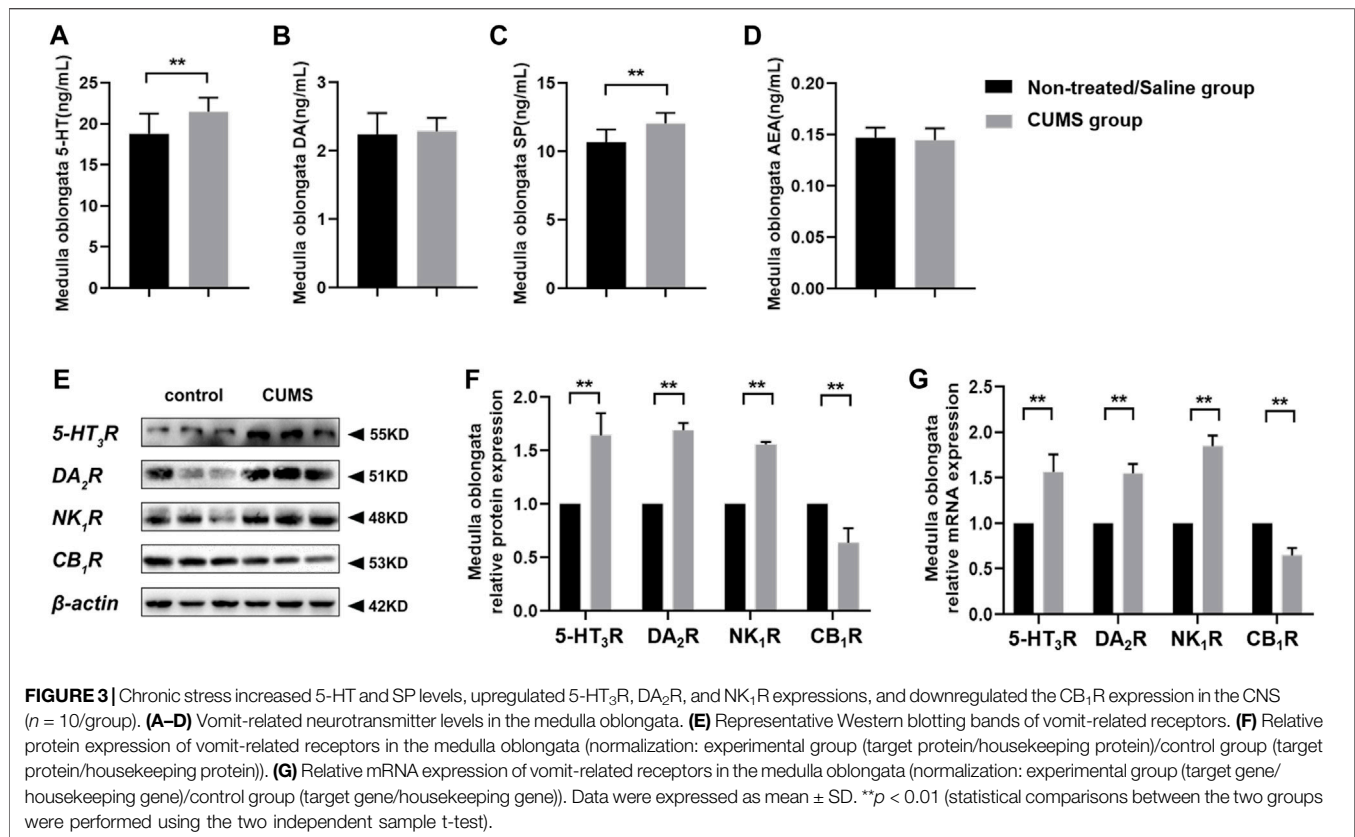 A
Medulla oblongata 5-HT(ng/mL)
25
20
15
10
5
0
**
B
Medulla oblongata DA(ng/mL)
3
2
1
0
C
Medulla oblongata SP(ng/mL)
15
10
5
0
**
D
Medulla oblongata AEA(ng/mL)
0.20
0.15
0.10
0.05
0.00
Non-treated/Saline group
CUMS group
E
control CUMS
5-HT₃R 55KD
DA₂R 51KD
NK₁R 48KD
CB₁R 53KD
β-actin 42KD
F
Medulla oblongata
relative protein expression
2.0
1.5
1.0
0.5
0.0
** ** ** **
5-HT₃R DA₂R NK₁R CB₁R
G
Medulla oblongata
relative mRNA expression
2.5
2.0
1.5
1.0
0.5
0.0
** ** ** **
5-HT₃R DA₂R NK₁R CB₁R
FIGURE 3 | Chronic stress increased 5-HT and SP levels, upregulated 5-HT₃R, DA₂R, and NK₁R expressions, and downregulated the CB₁R expression in the CNS
(n = 10/group). (A–D) Vomit-related neurotransmitter levels in the medulla oblongata. (E) Representative Western blotting bands of vomit-related receptors. (F) Relative
protein expression of vomit-related receptors in the medulla oblongata (normalization: experimental group (target protein/housekeeping protein)/control group (target
protein/housekeeping protein)). (G) Relative mRNA expression of vomit-related receptors in the medulla oblongata (normalization: experimental group (target gene/
housekeeping gene)/control group (target gene/housekeeping gene)). Data were expressed as mean ± SD. **p < 0.01 (statistical comparisons between the two groups
were performed using the two independent sample t-test).